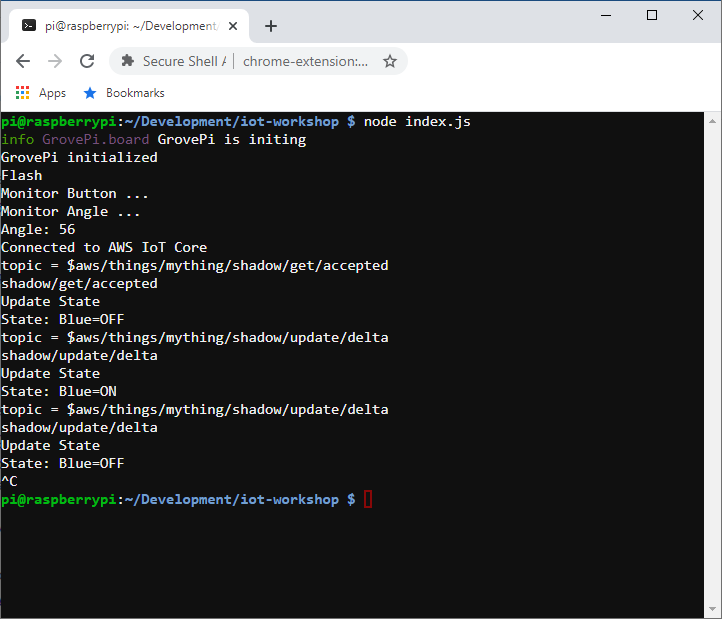 pi@raspberrypi: ~/Development/
Secure Shell A
chrome-extension:...
Apps
Bookmarks
pi@raspberrypi:~/Development/iot-workshop $ node index.js
info GrovePi.board GrovePi is initing
GrovePi initialized
Flash
Monitor Button ...
Monitor Angle ...
Angle: 56
Connected to AWS IoT Core
topic = $aws/things/mything/shadow/get/accepted
shadow/get/accepted
Update State
State: Blue=OFF
topic = $aws/things/mything/shadow/update/delta
shadow/update/delta
Update State
State: Blue=ON
topic = $aws/things/mything/shadow/update/delta
shadow/update/delta
Update State
State: Blue=OFF
^C
pi@raspberrypi:~/Development/iot-workshop $